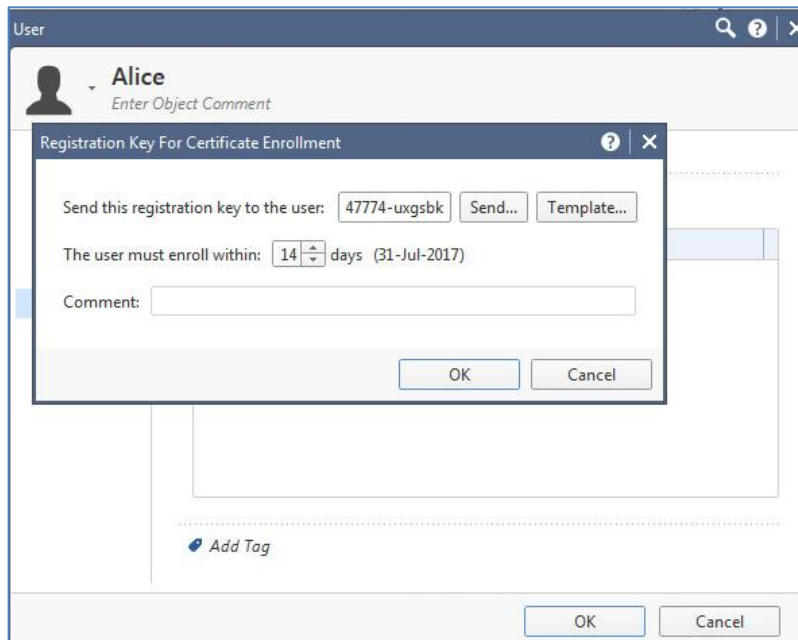 User
Alice
Enter Object Comment
Registration Key For Certificate Enrollment
Send this registration key to the user: 47774-uxgsbk Send... Template...
The user must enroll within: 14 days (31-Jul-2017)
Comment:
OK Cancel
Add Tag
OK Cancel